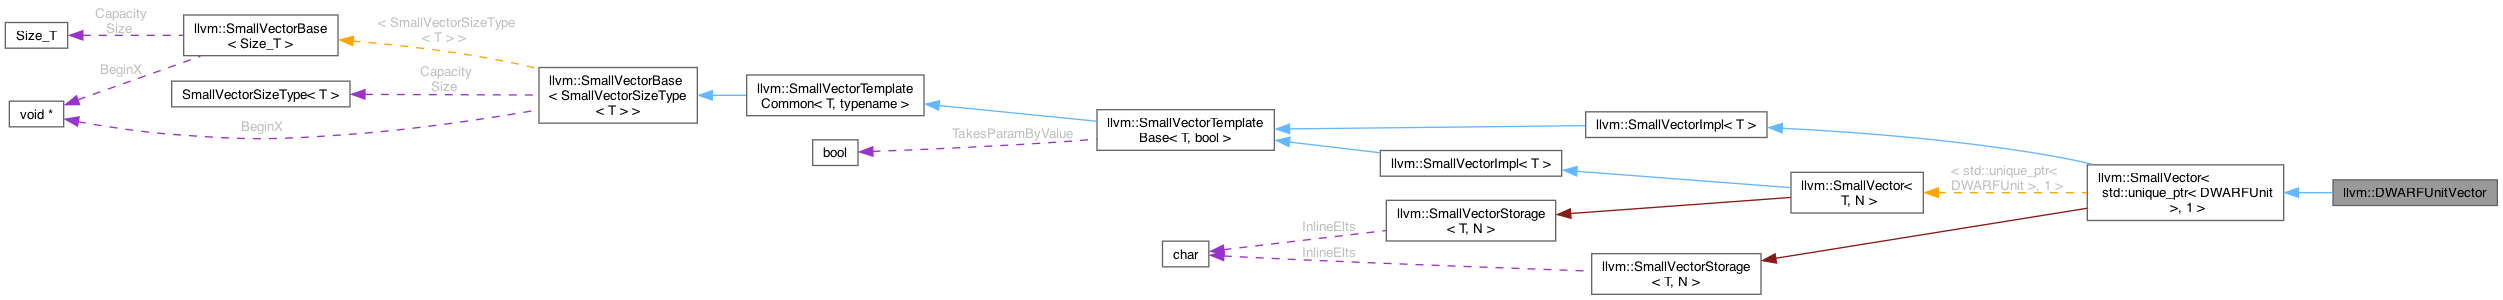 Size_T
Capacity
Size
llvm::SmallVectorBase
< Size_T >
BeginX
SmallVectorSizeType< T >
void *
< SmallVectorSizeType
< T > >
Capacity
Size
BeginX
llvm::SmallVectorBase
< SmallVectorSizeType
< T > >
llvm::SmallVectorTemplate
Common< T, typename >
bool
TakesParamByValue
llvm::SmallVectorTemplate
Base< T, bool >
char
InlineElts
InlineElts
llvm::SmallVectorImpl< T >
llvm::SmallVectorImpl< T >
llvm::SmallVectorStorage
< T, N >
llvm::SmallVectorStorage
< T, N >
llvm::SmallVector<
T, N >
< std::unique_ptr<
DWARFUnit >, 1 >
llvm::SmallVector<
std::unique_ptr< DWARFUnit
>, 1 >
llvm::DWARFUnitVector